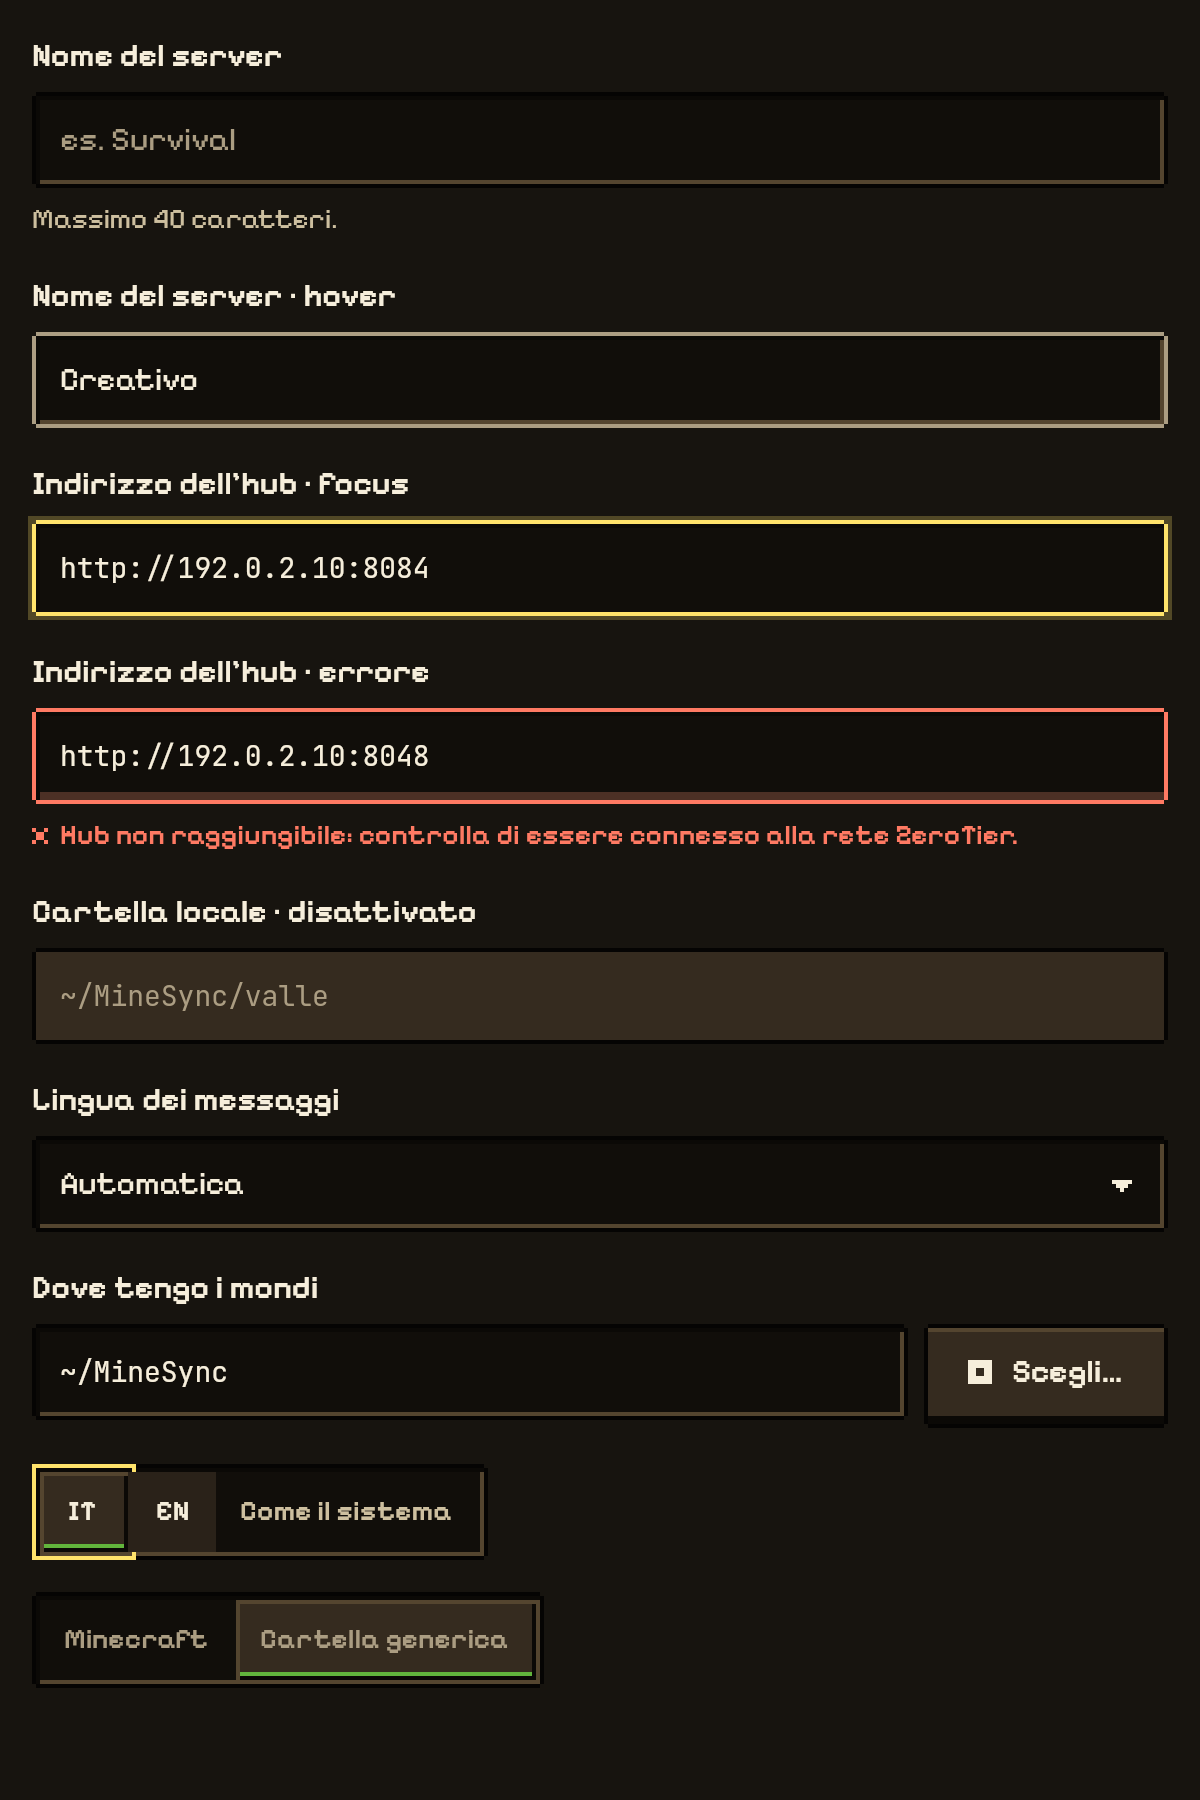 Nome del server
es. Survival
Massimo 40 caratteri.
Nome del server · hover
Creativo
Indirizzo dell'hub · focus
http://192.0.2.10:8084
Indirizzo dell'hub · errore
http://192.0.2.10:8048
Hub non raggiungibile: controlla di essere connesso alla rete ZeroTier.
Cartella locale · disattivato
~/MineSync/valle
Lingua dei messaggi
Automatica
Dove tengo i mondi
~/MineSync Scegli...
IT EN Come il sistema
Minecraft Cartella generica